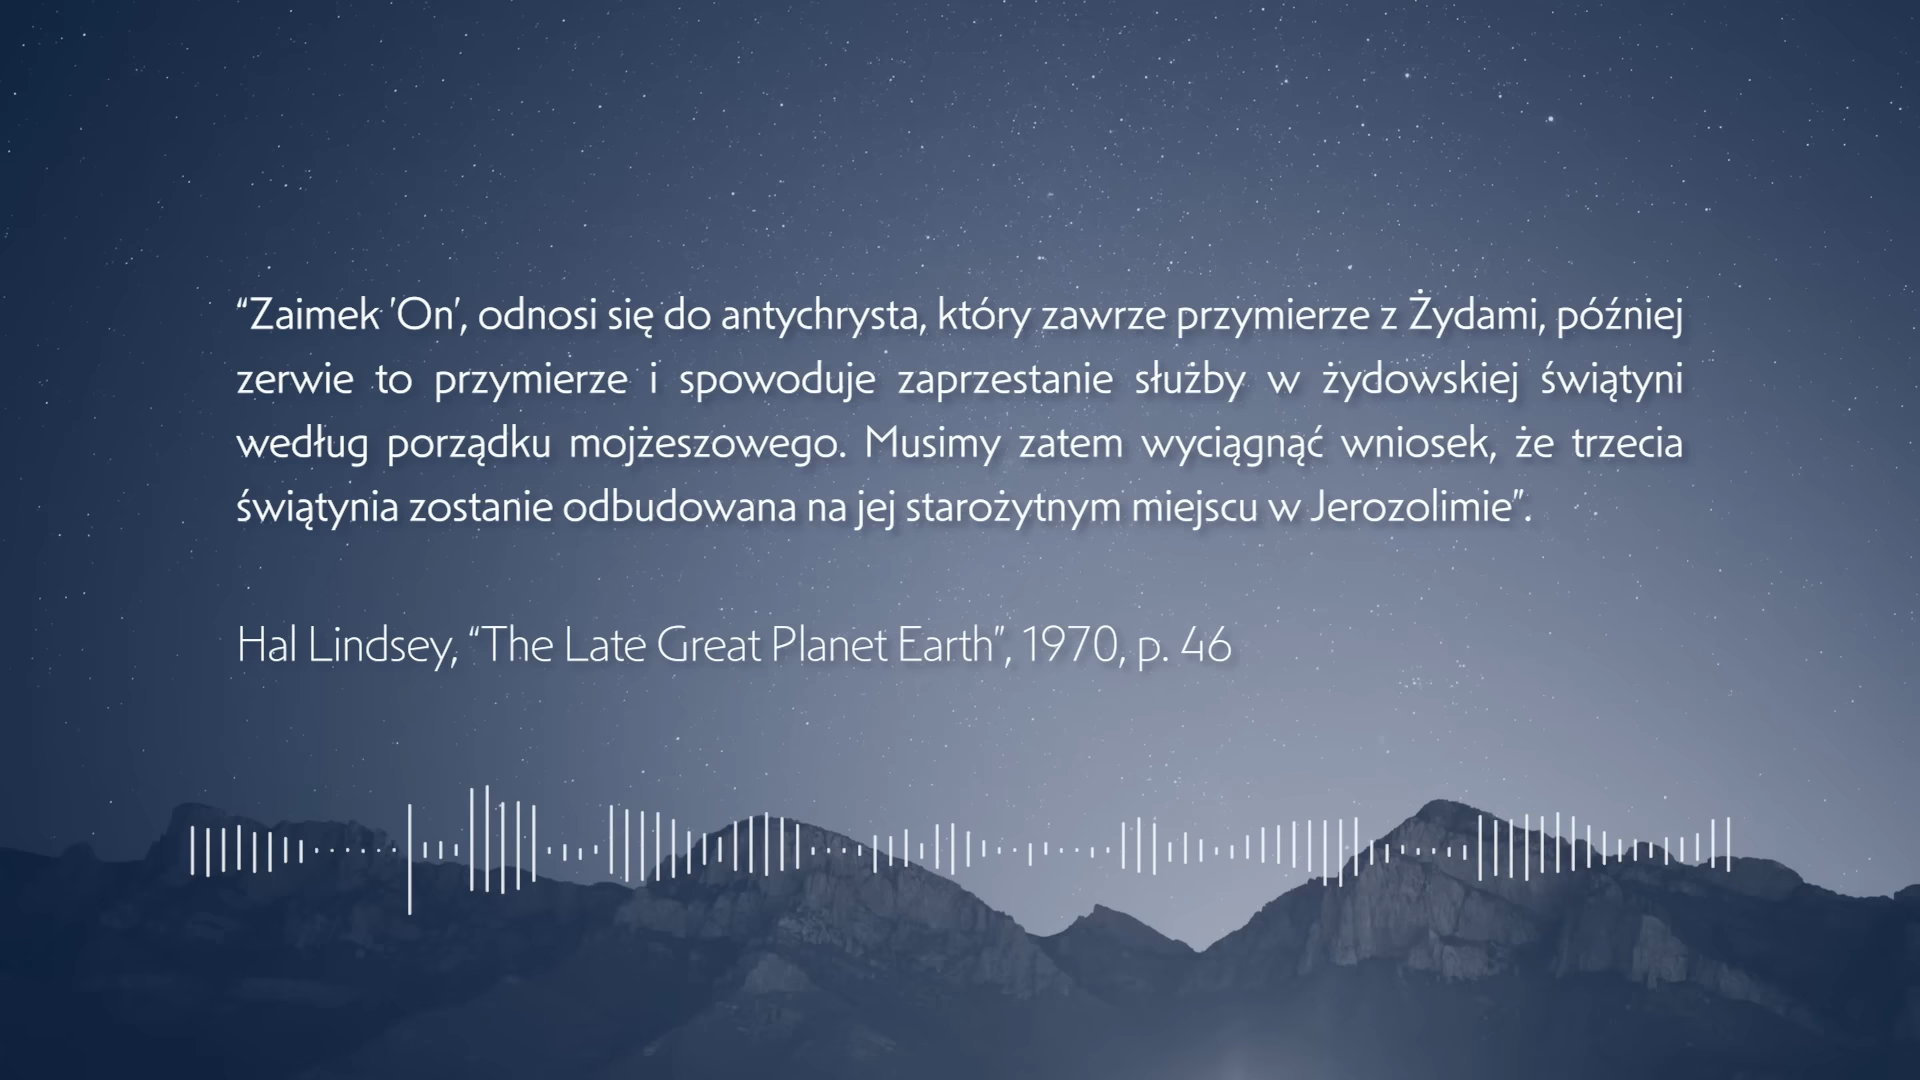 “Zaimek 'On', odnosi się do antychrysta, który zawrze przymierze z Żydami, później
zerwie to przymierze i spowoduje zaprzestanie służby w żydowskiej świątyni
według porządku mojżeszowego. Musimy zatem wyciągnąć wniosek, że trzecia
świątynia zostanie odbudowana na jej starożytnym miejscu w Jerozolimie”.
Hal Lindsey, “The Late Great Planet Earth”, 1970, p. 46